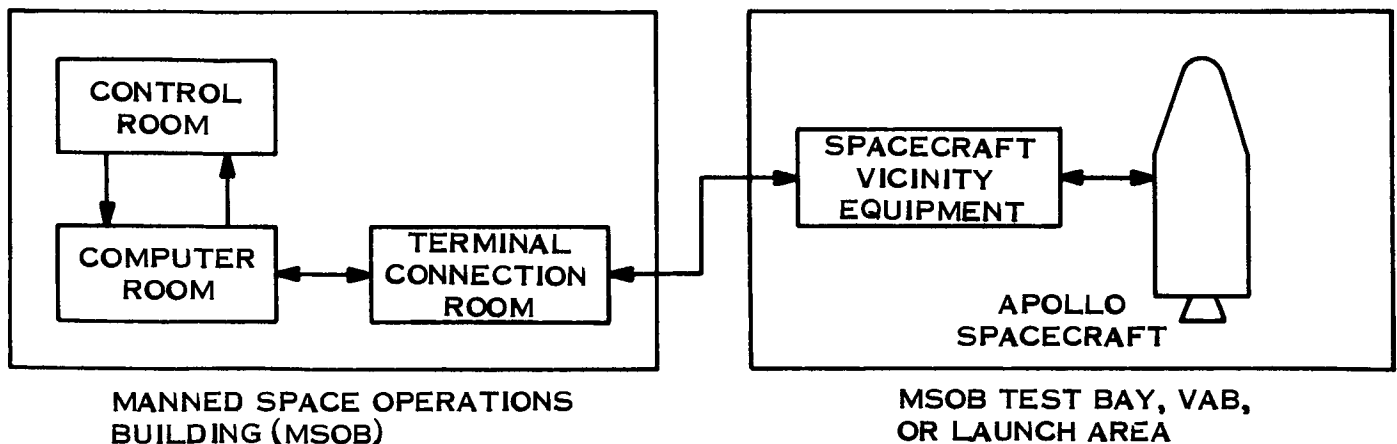 CONTROL
ROOM
COMPUTER
ROOM
TERMINAL
CONNECTION
ROOM
MANNED SPACE OPERATIONS
BUILDING (MSOB)
SPACECRAFT
VICINITY
EQUIPMENT
APOLLO
SPACECRAFT
MSOB TEST BAY, VAB,
OR LAUNCH AREA